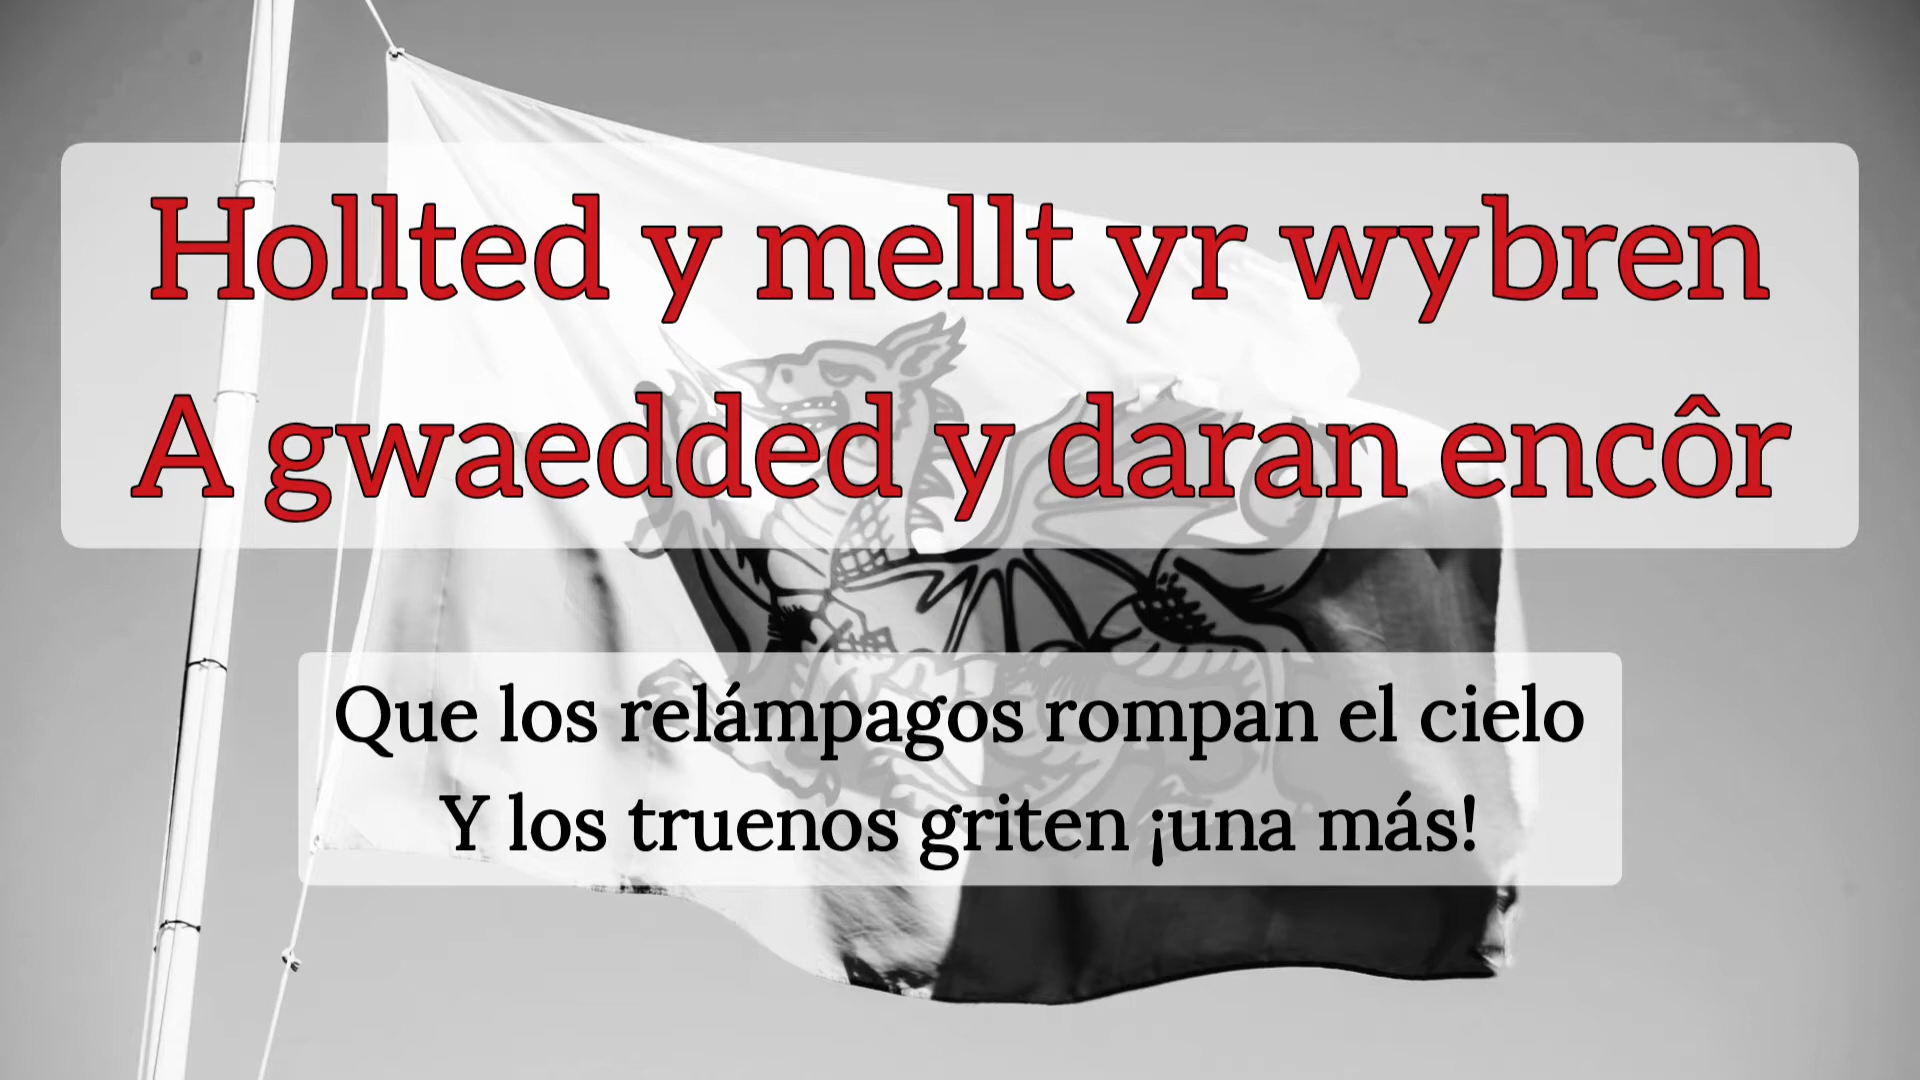 Hollted y mellt yr wybren
A gwaedded y daran encôr
Que los relámpagos rompan el cielo
Y los truenos griten ¡una más!